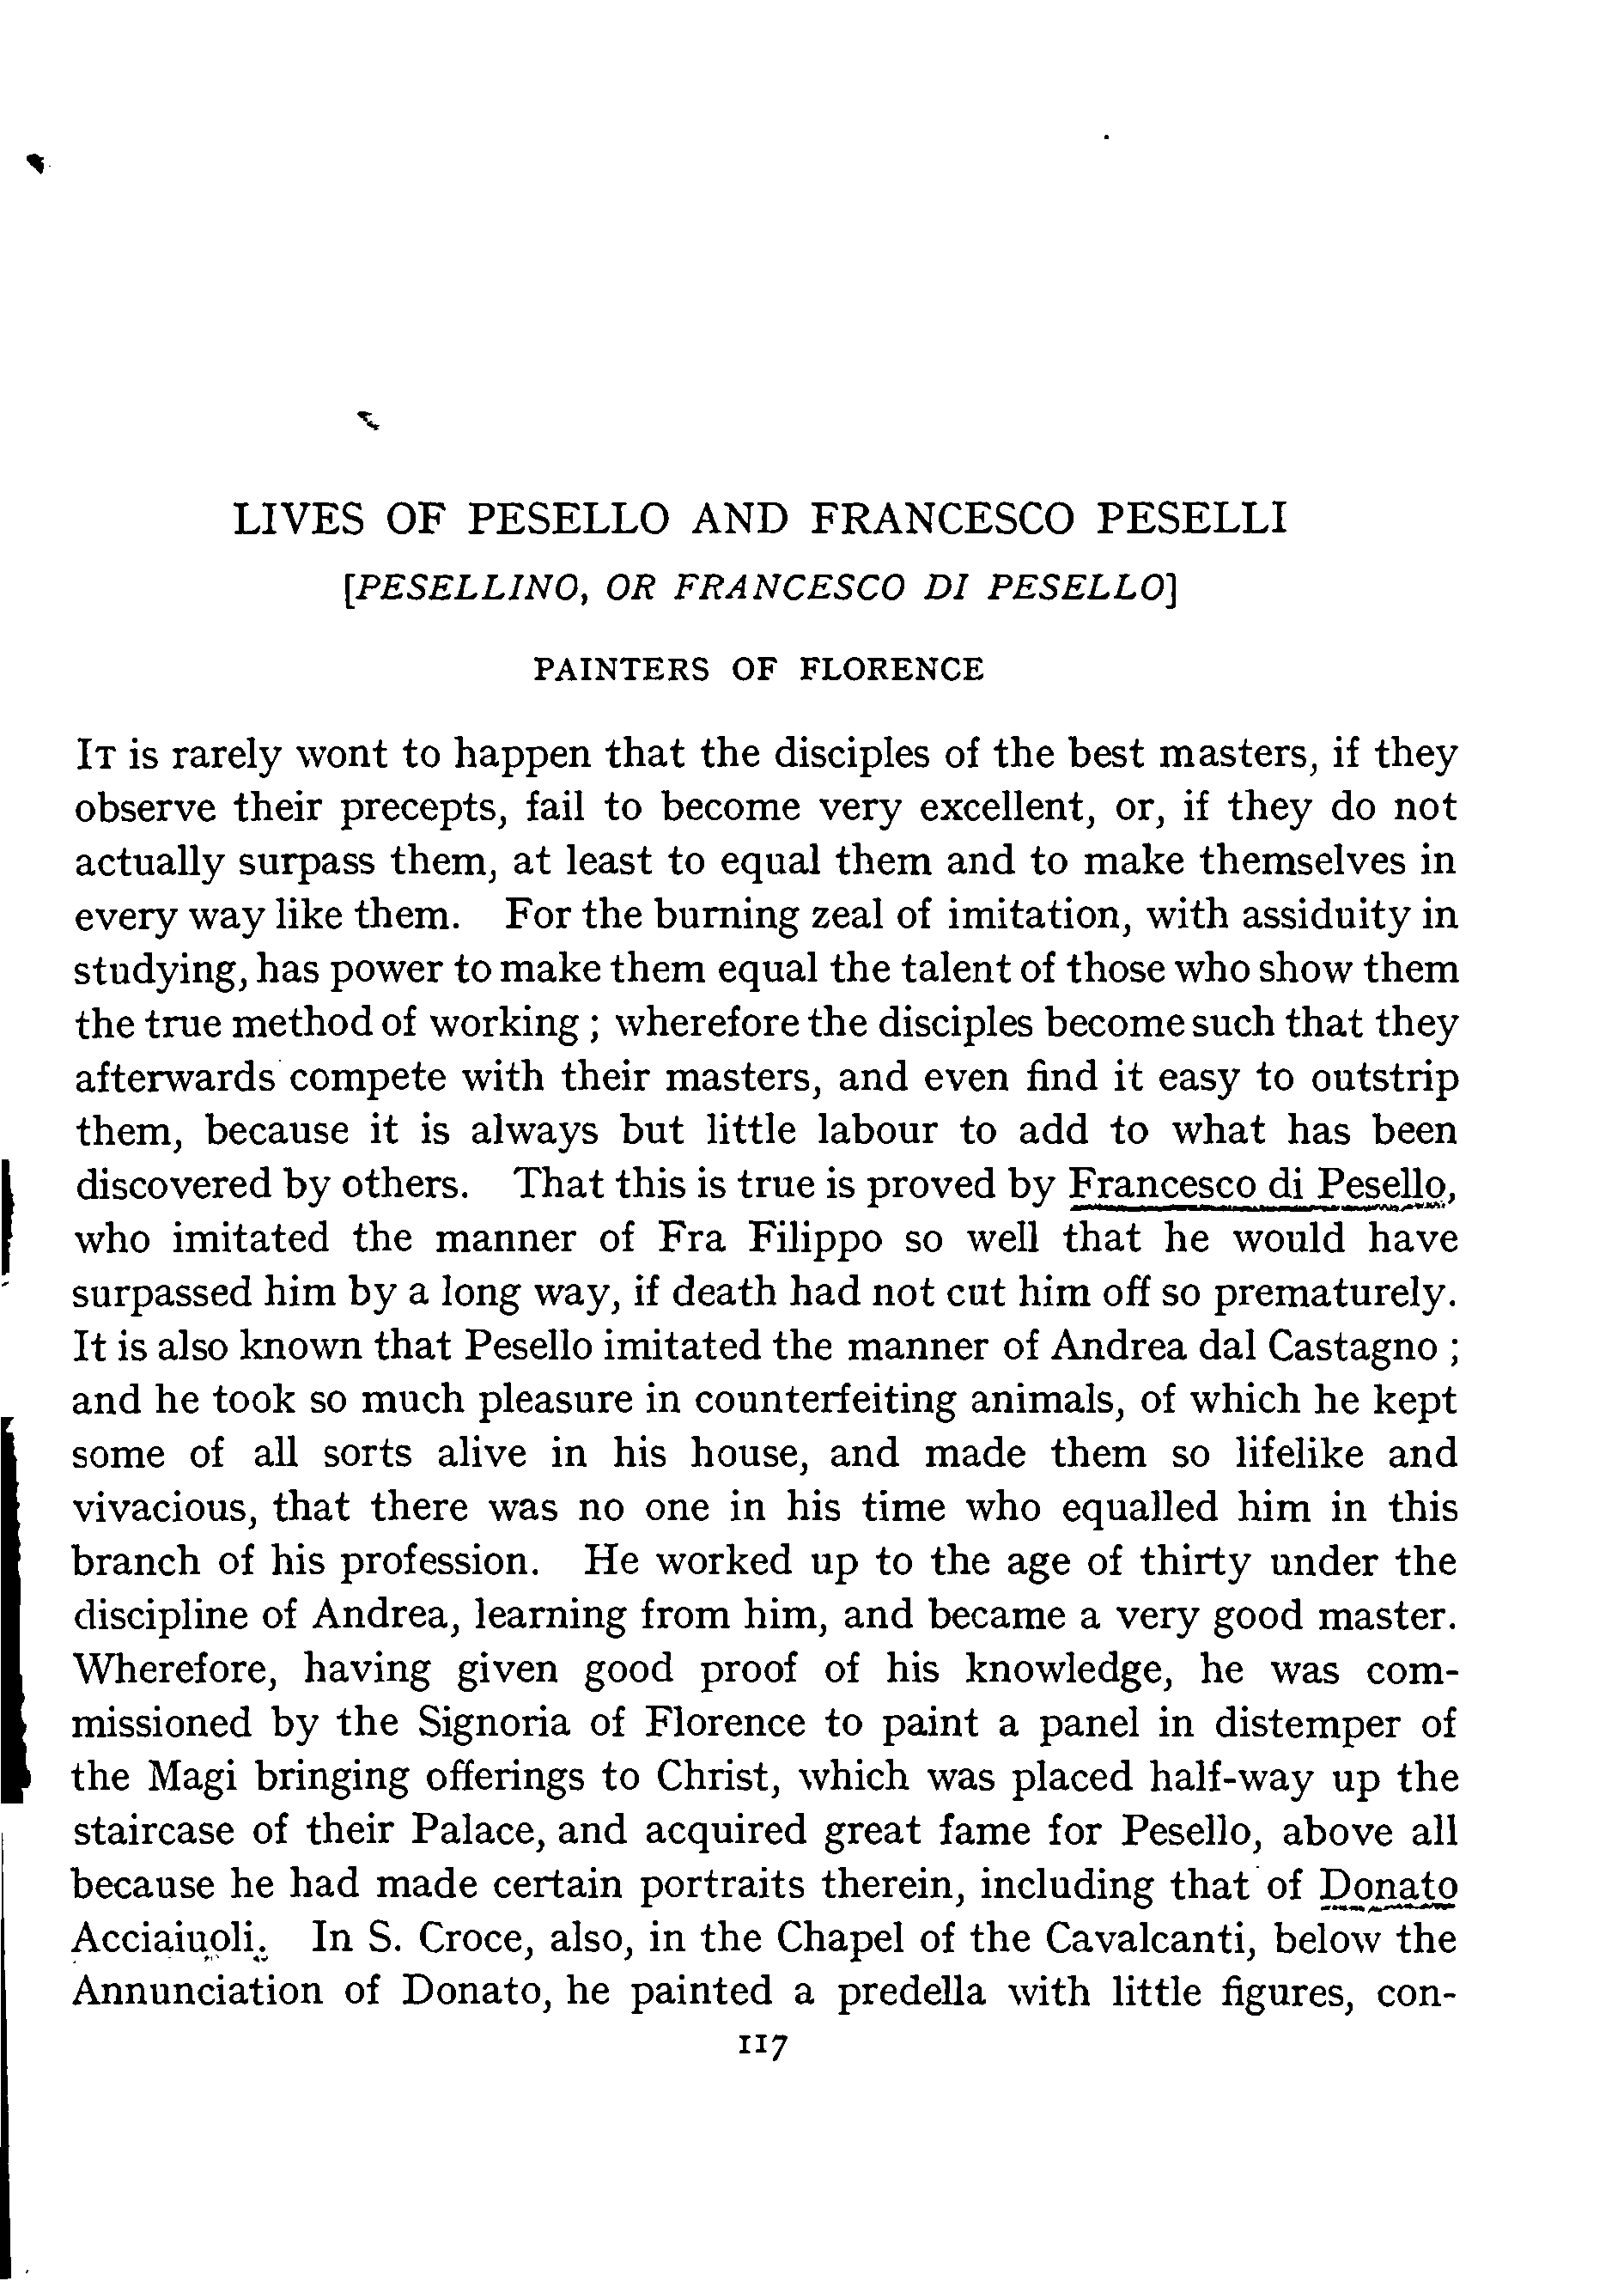 LIVES OF PESELLO AND FRANCESCO PESELLI
[PESELLINO, OR FRANCESCO DI PESELLO]
PAINTERS OF FLORENCE
IT is rarely wont to happen that the disciples of the best masters, if they
observe their precepts, fail to become very excellent, or, if they do not
actually surpass them, at least to equal them and to make themselves in
every way like them. For the burning zeal of imitation, with assiduity in
studying, has power to make them equal the talent of those who show them
the true method of working ; wherefore the disciples become such that they
afterwards compete with their masters, and even find it easy to outstrip
them, because it is always but little labour to add to what has been
discovered by others. That this is true is proved by Francesco di Pesello,
who imitated the manner of Fra Filippo so well that he would have
surpassed him by a long way, if death had not cut him off so prematurely.
It is also known that Pesello imitated the manner of Andrea dal Castagno ;
and he took so much pleasure in counterfeiting animals, of which he kept
some of all sorts alive in his house, and made them so lifelike and
vivacious, that there was no one in his time who equalled him in this
branch of his profession. He worked up to the age of thirty under the
discipline of Andrea, learning from him, and became a very good master.
Wherefore, having given good proof of his knowledge, he was com-
missioned by the Signoria of Florence to paint a panel in distemper of
the Magi bringing offerings to Christ, which was placed half-way up the
staircase of their Palace, and acquired great fame for Pesello, above all
because he had made certain portraits therein, including that of Donato
Acciaiuoli. In S. Croce, also, in the Chapel of the Cavalcanti, below the
Annunciation of Donato, he painted a predella with little figures, con-
117